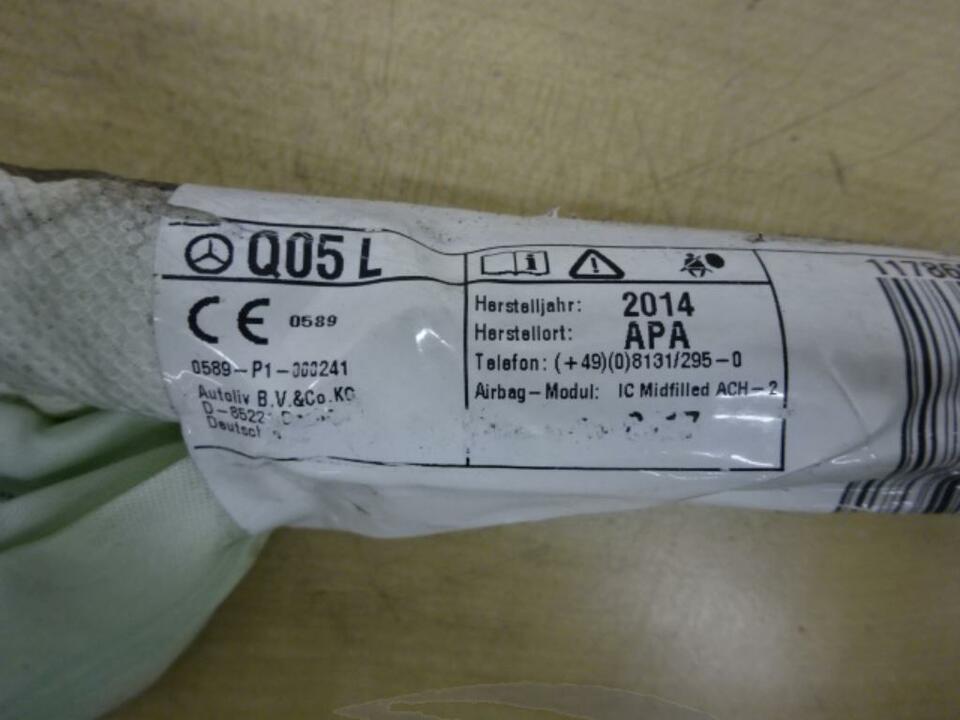 Q05 L
CE 0589
0589-P1-000241
Autoliv B.V.&Co.KG
Herstelljahr: 2014
Herstellort: APA
Telefon: (+49)(0)8131/295-0
Airbag-Modul: IC Midfilled ACH-2